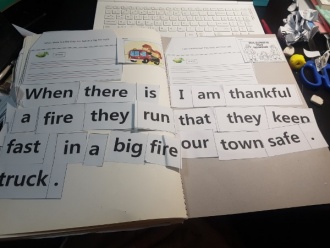 When there is
a fire they run
fast in a big fire
truck.
I am thankful
that they keep
our town safe.